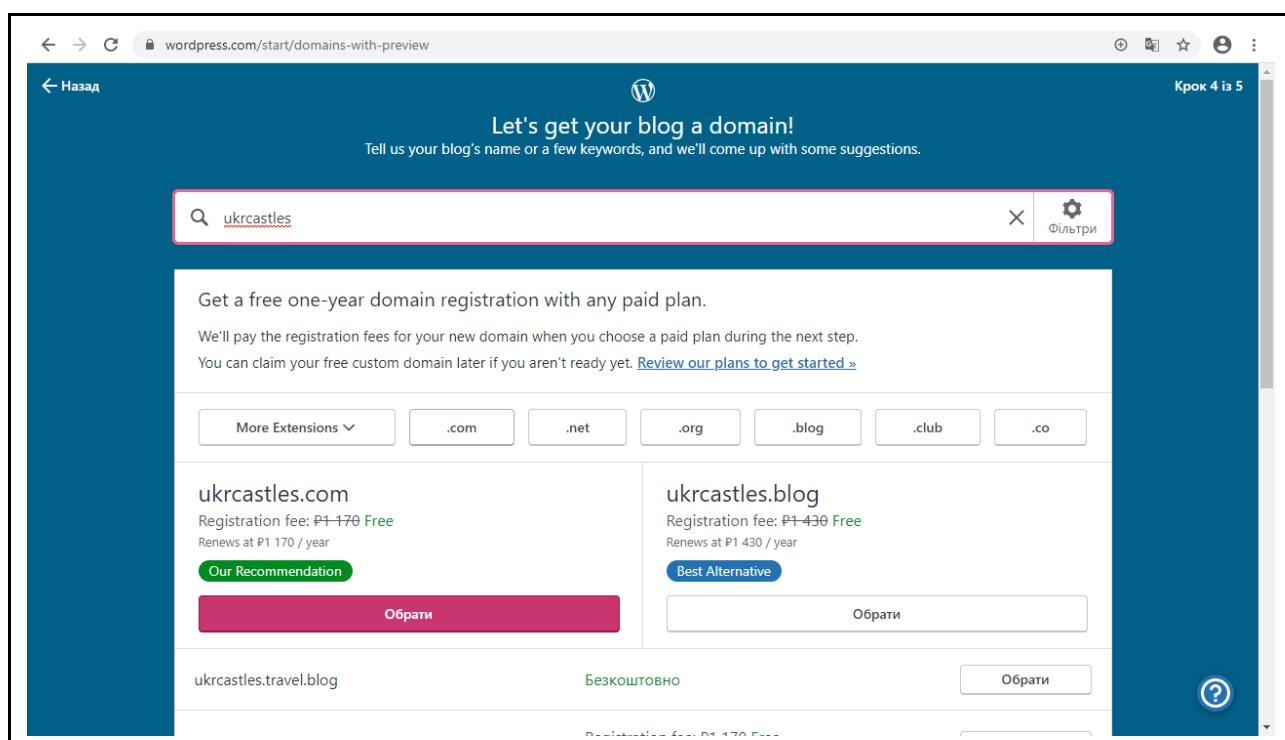 wordpress.com/start/domains-with-preview
Назад
Крок 4 із 5
Let's get your blog a domain!
Tell us your blog's name or a few keywords, and we'll come up with some suggestions.
ukrcastles
Фільтри
Get a free one-year domain registration with any paid plan.
We'll pay the registration fees for your new domain when you choose a paid plan during the next step.
You can claim your free custom domain later if you aren't ready yet. Review our plans to get started »
More Extensions .com .net .org .blog .club .co
ukrcastles.com
Registration fee: ₽1 170 Free
Renews at ₽1 170 / year
Our Recommendation
Обрати
ukrcastles.blog
Registration fee: ₽1 430 Free
Renews at ₽1 430 / year
Best Alternative
Обрати
ukrcastles.travel.blog Безкоштовно Обрати
Registration fee: ₽1 170 Free